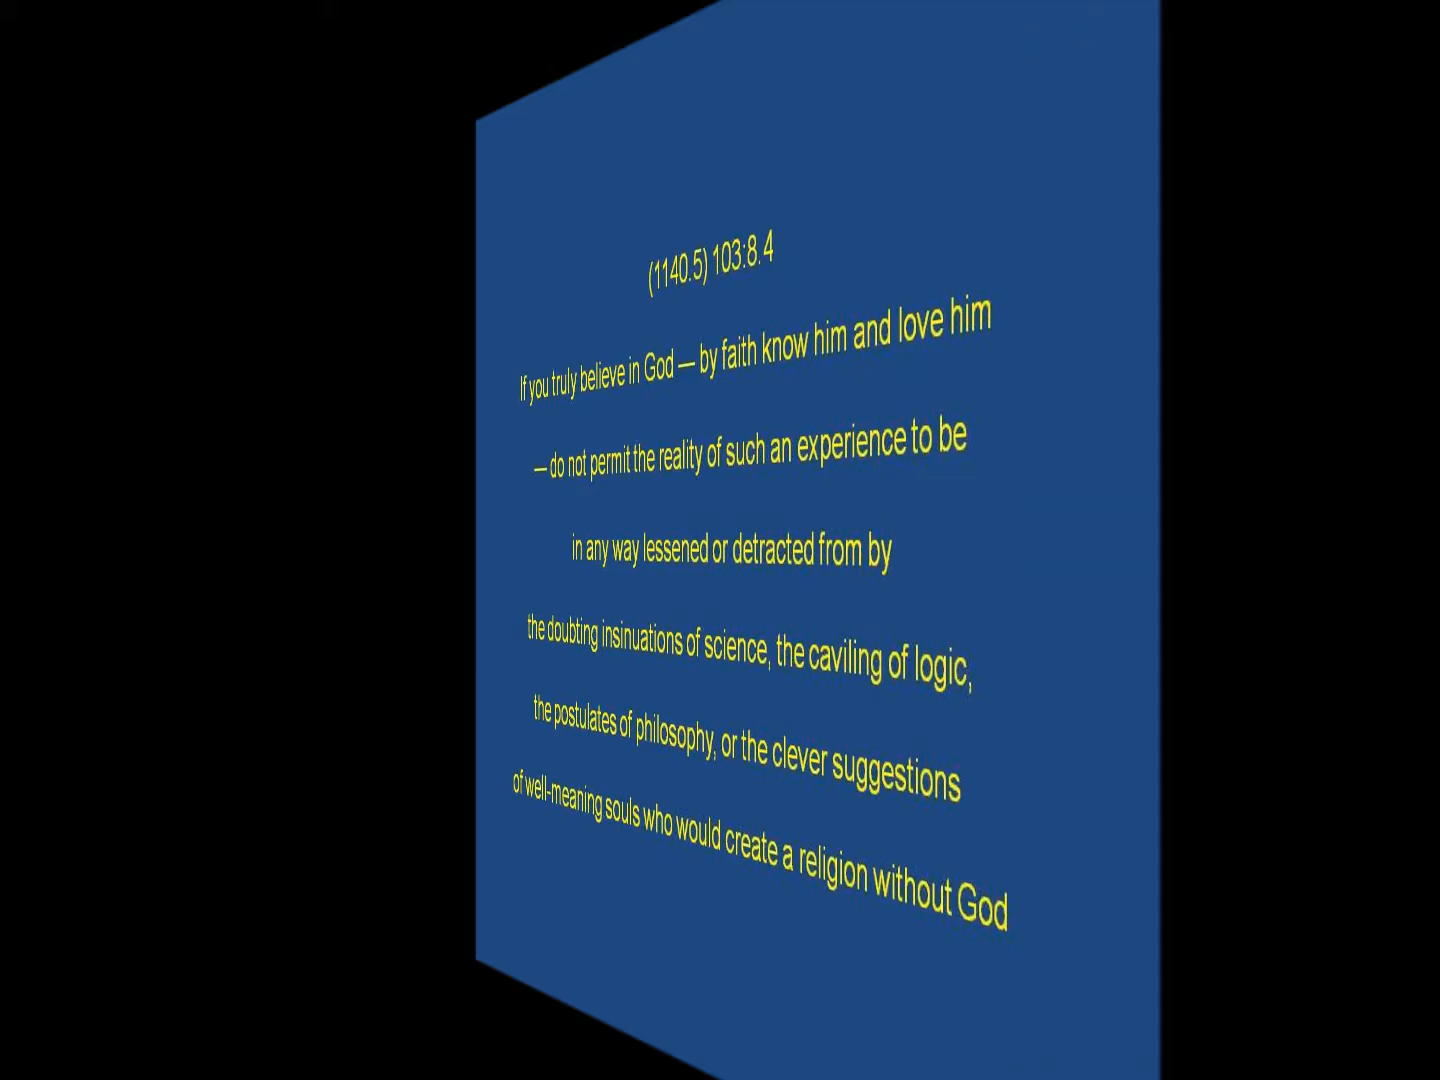 (1140.5) 103:8.4
If you truly believe in God — by faith know him and love him
— do not permit the reality of such an experience to be
in any way lessened or detracted from by
the doubting insinuations of science, the caviling of logic,
the postulates of philosophy, or the clever suggestions
of well-meaning souls who would create a religion without God